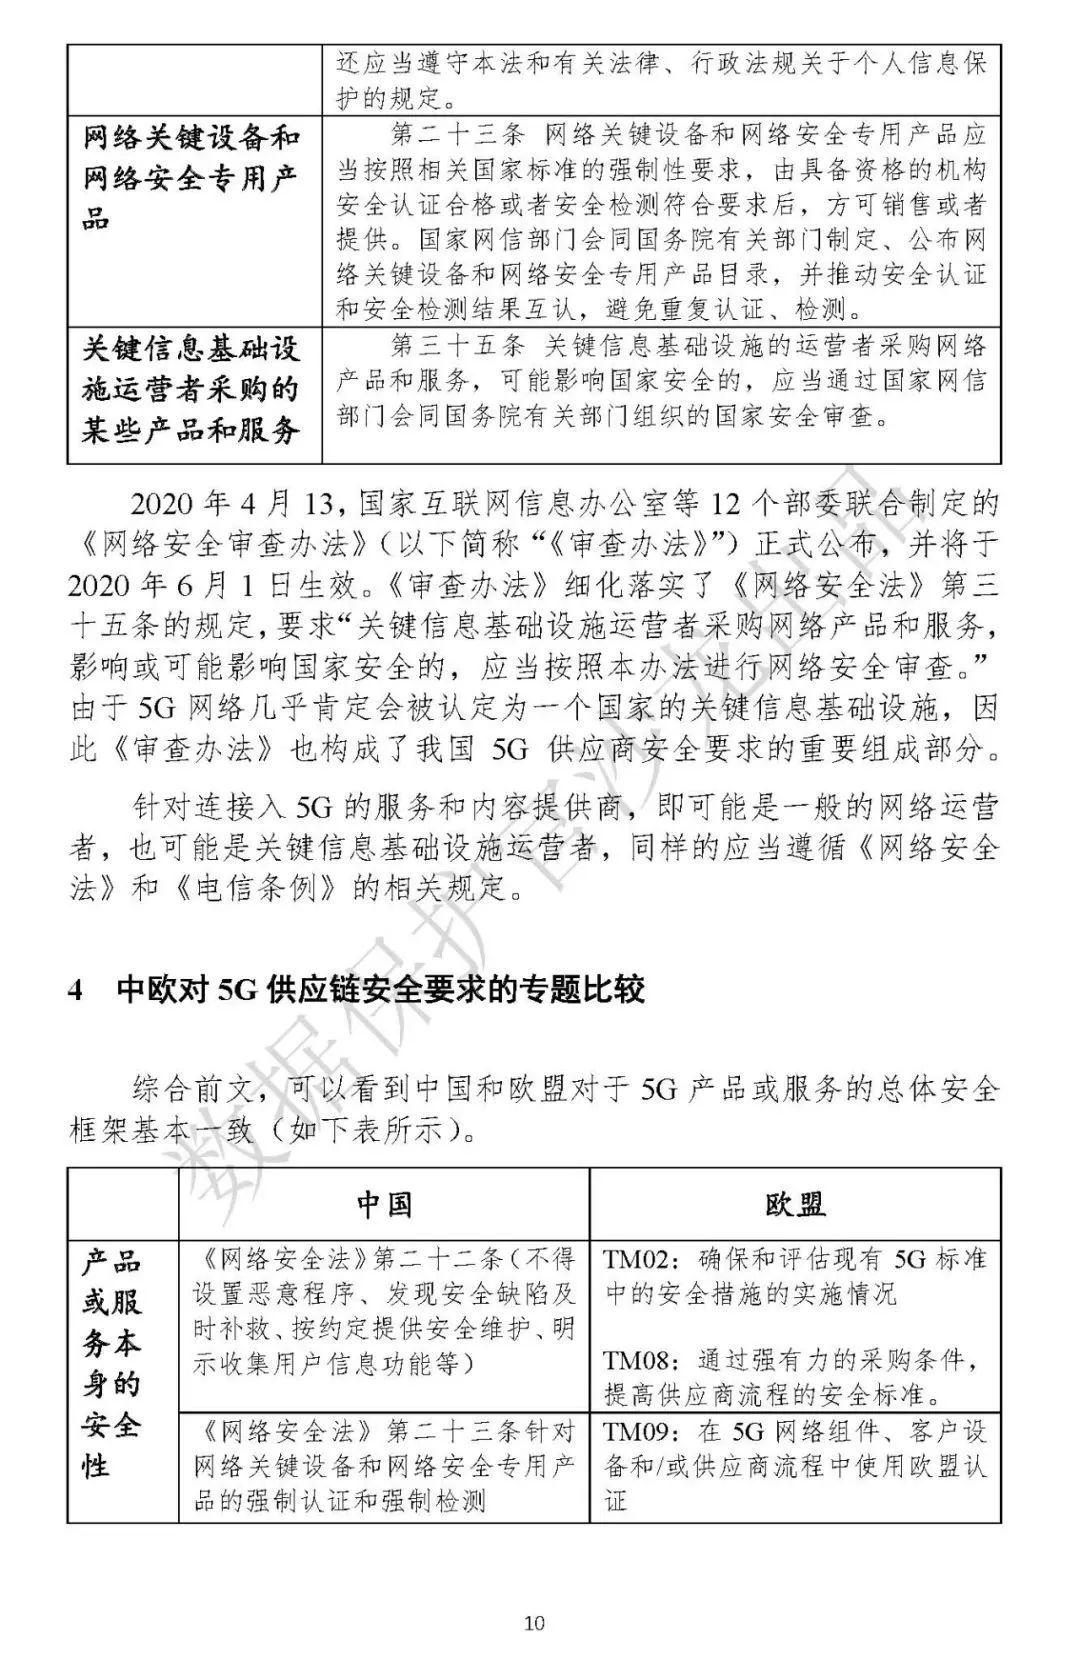 还应当遵守本法和有关法律、行政法规关于个人信息保
护的规定。
网络关键设备和
网络安全专用产
品
第二十三条 网络关键设备和网络安全专用产品应
当按照相关国家标准的强制性要求，由具备资格的机构
安全认证合格或者安全检测符合要求后，方可销售或者
提供。国家网信部门会同国务院有关部门制定、公布网
络关键设备和网络安全专用产品目录，并推动安全认证
和安全检测结果互认，避免重复认证、检测。
关键信息基础设
施运营者采购的
某些产品和服务
第三十五条 关键信息基础设施的运营者采购网络
产品和服务，可能影响国家安全的，应当通过国家网信
部门会同国务院有关部门组织的国家安全审查。
2020 年 4 月 13，国家互联网信息办公室等 12 个部委联合制定的
《网络安全审查办法》（以下简称“《审查办法》”）正式公布，并将于
2020 年 6 月 1 日生效。《审查办法》细化落实了《网络安全法》第三
十五条的规定，要求“关键信息基础设施运营者采购网络产品和服务，
影响或可能影响国家安全的，应当按照本办法进行网络安全审查。”
由于 5G 网络几乎肯定会被认定为一个国家的关键信息基础设施，因
此《审查办法》也构成了我国 5G 供应商安全要求的重要组成部分。
针对连接入 5G 的服务和内容提供商，即可能是一般的网络运营
者，也可能是关键信息基础设施运营者，同样的应当遵循《网络安全
法》和《电信条例》的相关规定。
4 中欧对 5G 供应链安全要求的专题比较
综合前文，可以看到中国和欧盟对于 5G 产品或服务的总体安全
框架基本一致（如下表所示）。
中国
欧盟
产品
或服
务本
身的
安全
性
《网络安全法》第二十二条（不得
设置恶意程序、发现安全缺陷及
时补救、按约定提供安全维护、明
示收集用户信息功能等）
TM02：确保和评估现有 5G 标准
中的安全措施的实施情况
TM08：通过强有力的采购条件，
提高供应商流程的安全标准。
《网络安全法》第二十三条针对
网络关键设备和网络安全专用产
品的强制认证和强制检测
TM09：在 5G 网络组件、客户设
备和/或供应商流程中使用欧盟认
证
10
数据保护官沙龙出品